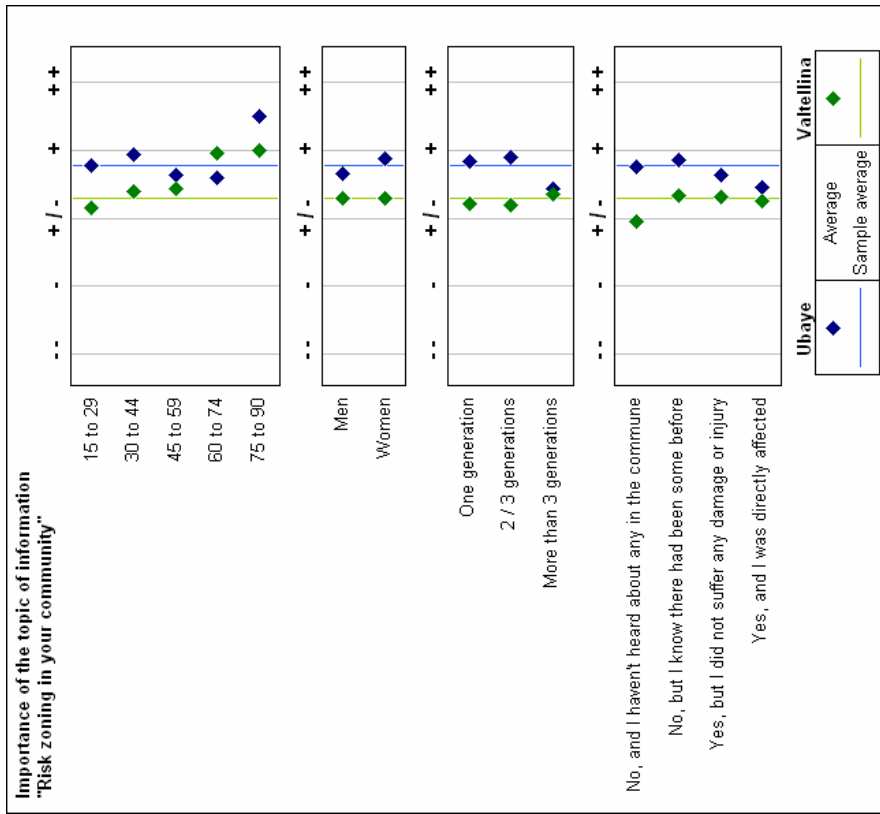 Importance of the topic of information
"Risk zoning in your community"
- - - + / - + + +
15 to 29
30 to 44
45 to 59
60 to 74
75 to 90
- - - + / - + + +
Men
Women
- - - + / - + + +
One generation
2 / 3 generations
More than 3 generations
- - - + / - + + +
No, and I haven't heard about any in the commune
No, but I know there had been some before
Yes, but I did not suffer any damage or injury
Yes, and I was directly affected
Ubaye Valtellina
Average
Sample average